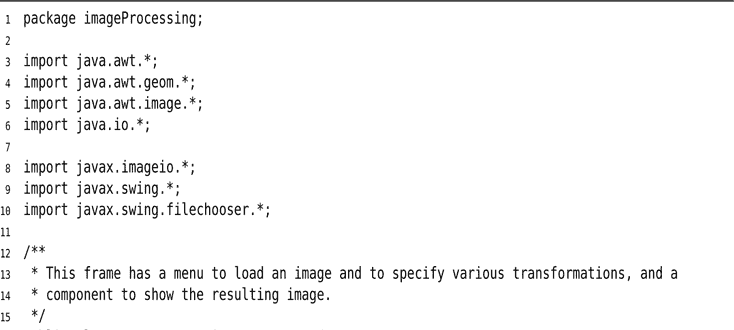 1 package imageProcessing;
2
3 import java.awt.*;
4 import java.awt.geom.*;
5 import java.awt.image.*;
6 import java.io.*;
7
8 import javax.imageio.*;
9 import javax.swing.*;
10 import javax.swing.filechooser.*;
11
12 /**
13  * This frame has a menu to load an image and to specify various transformations, and a
14  * component to show the resulting image.
15  */